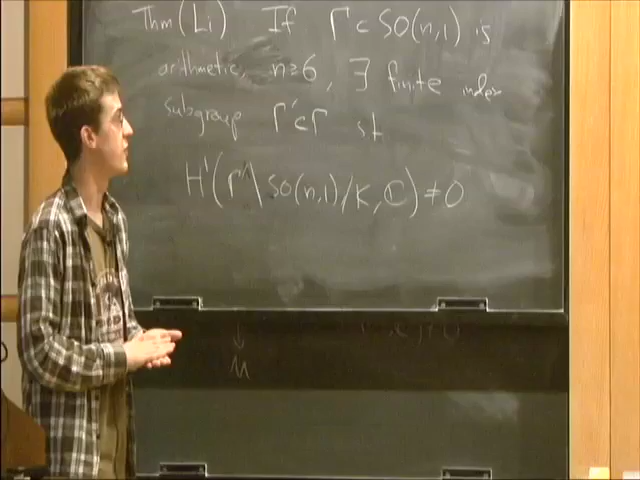 Thm (Li) If Γ ⊂ SO(n,1) is
arithmetic, n≥6, ∃ finite index
subgroup Γ' ⊂ Γ st
H¹(Γ'\SO(n,1)/K, ℂ) ≠ 0
↓
M